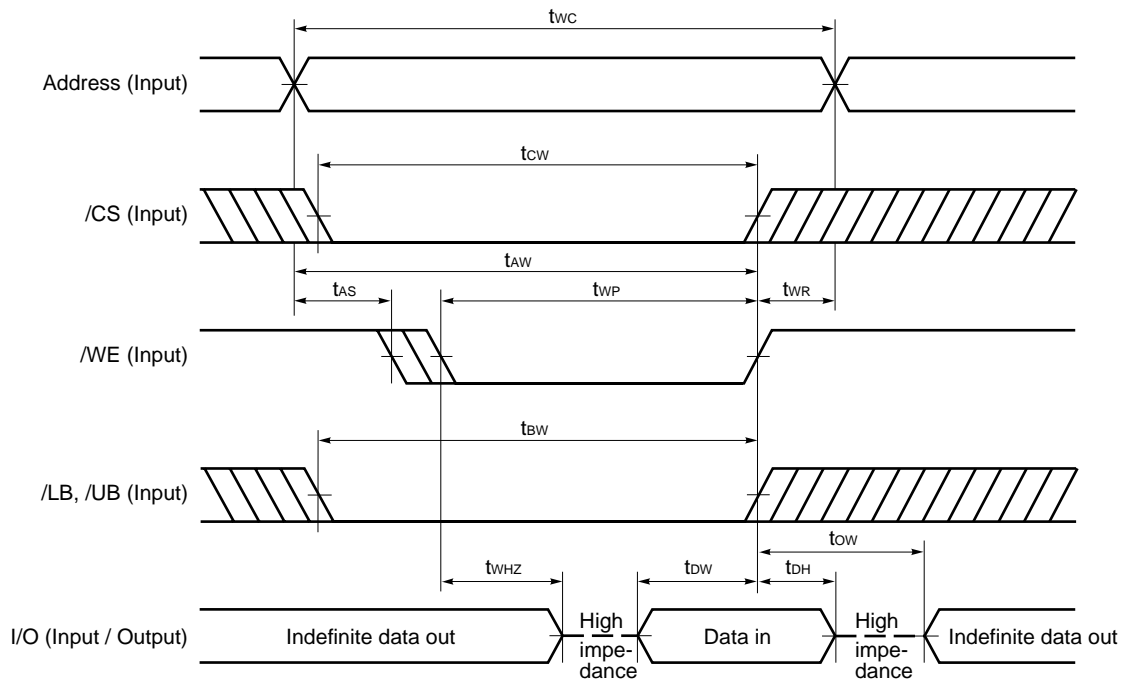 tWC
Address (Input)
tCW
/CS (Input)
tAW
tAS
tWP
tWR
/WE (Input)
tBW
/LB, /UB (Input)
tOW
tWHZ
tDW
tDH
I/O (Input / Output)
Indefinite data out
High
impe-
dance
Data in
High
impe-
dance
Indefinite data out